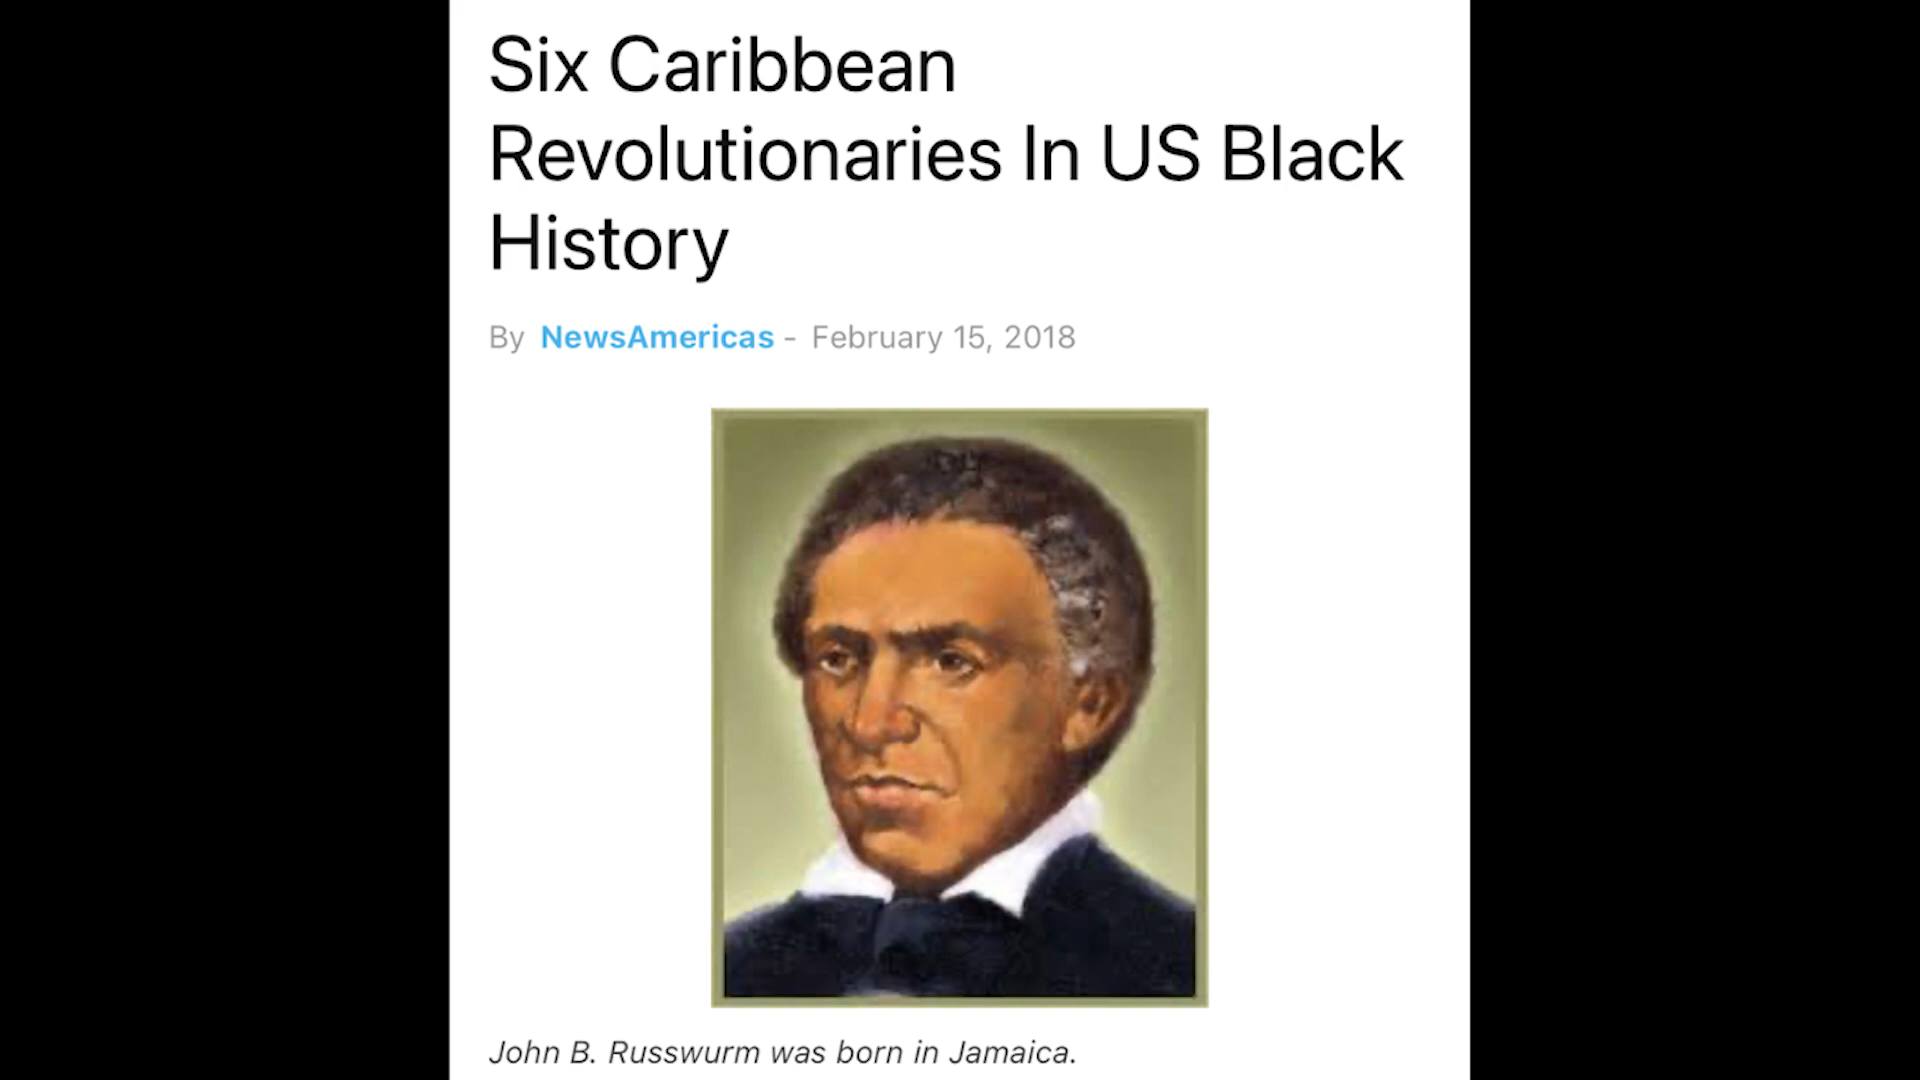 Six Caribbean
Revolutionaries In US Black
History
By NewsAmericas - February 15, 2018
John B. Russwurm was born in Jamaica.